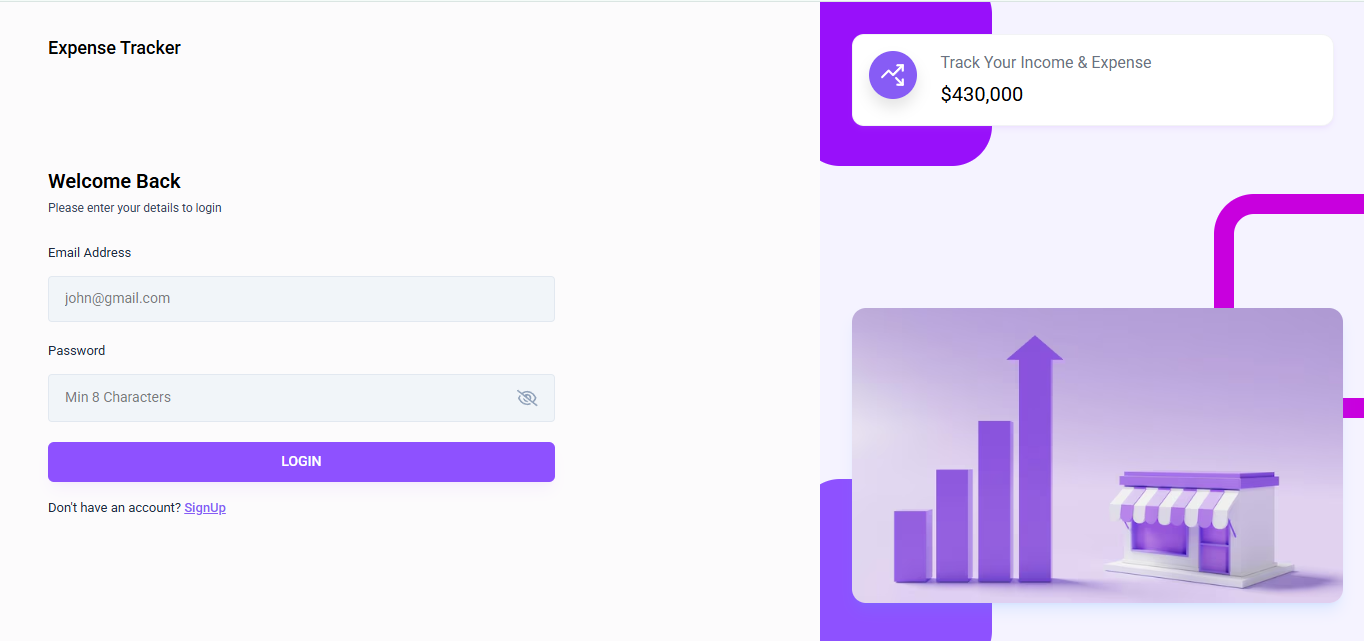 Expense Tracker
Welcome Back
Please enter your details to login
Email Address
john@gmail.com
Password
Min 8 Characters
LOGIN
Don't have an account? SignUp
Track Your Income & Expense
$430,000